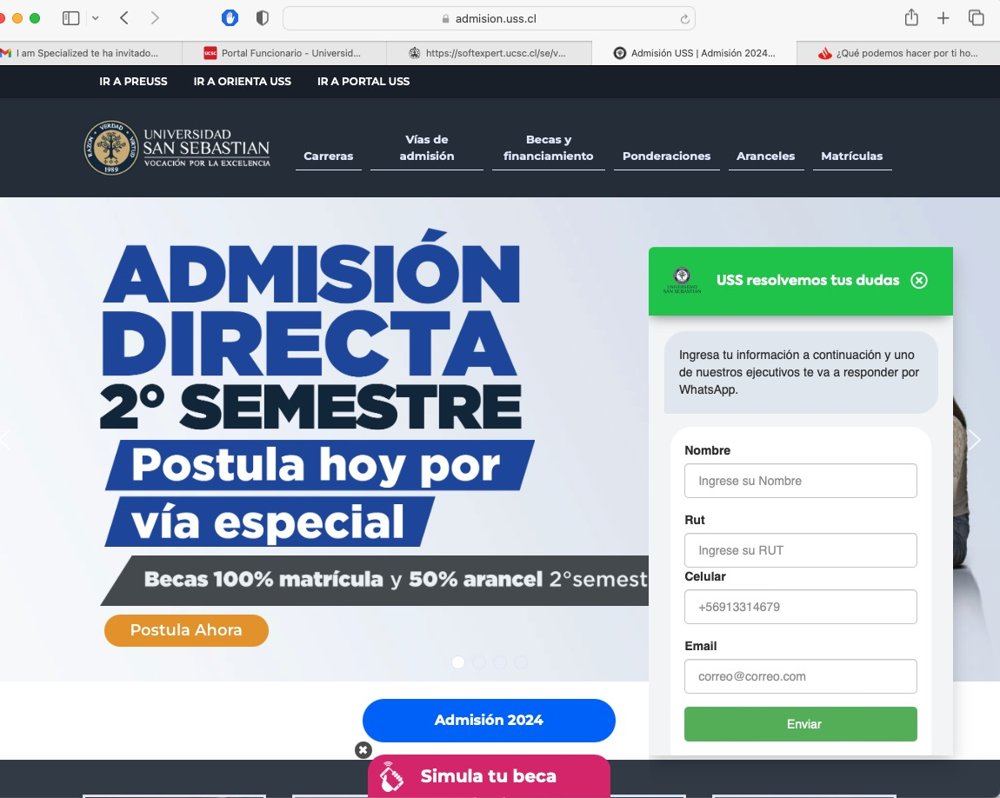 admision.uss.cl
I am Specialized te ha invitado...
UCSC
Portal Funcionario - Universid...
https://softexpert.ucsc.cl/se/v...
Admisión USS | Admisión 2024...
¿Qué podemos hacer por ti ho...
IR A PREUSS
IR A ORIENTA USS
IR A PORTAL USS
RAZON • VERDAD • VIRTUD
1989
UNIVERSIDAD
SAN SEBASTIAN
VOCACIÓN POR LA EXCELENCIA
Carreras
Vías de
admisión
Becas y
financiamiento
Ponderaciones
Aranceles
Matrículas
ADMISIÓN
DIRECTA
2° SEMESTRE
Postula hoy por
vía especial
Becas 100% matrícula y 50% arancel 2°semest
Postula Ahora
UNIVERSIDAD
SAN SEBASTIAN
USS resolvemos tus dudas
Ingresa tu información a continuación y uno
de nuestros ejecutivos te va a responder por
WhatsApp.
Nombre
Ingrese su Nombre
Rut
Ingrese su RUT
Celular
+56913314679
Email
correo@correo.com
Enviar
Admisión 2024
Simula tu beca